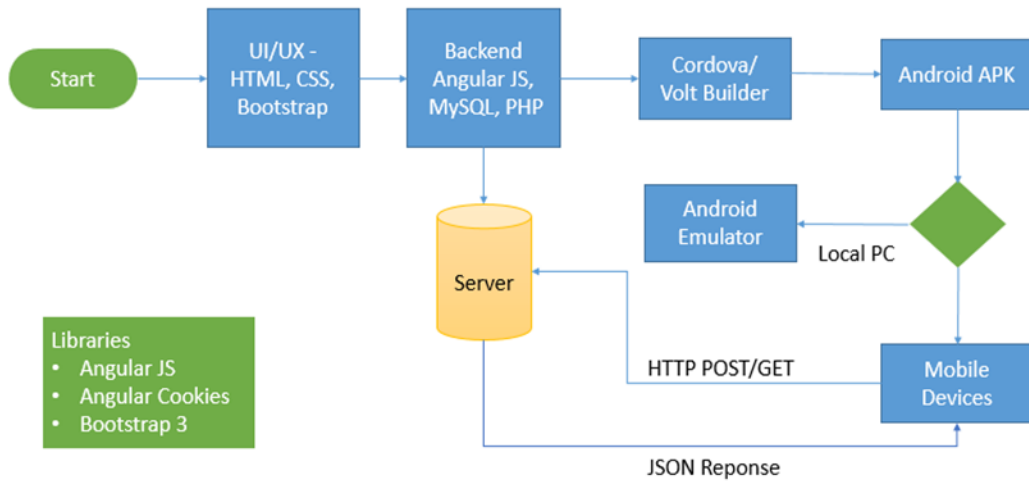 Start
UI/UX -
HTML, CSS,
Bootstrap
Backend
Angular JS,
MySQL, PHP
Cordova/
Volt Builder
Android APK
Android
Emulator
Local PC
Server
Libraries
• Angular JS
• Angular Cookies
• Bootstrap 3
HTTP POST/GET
Mobile
Devices
JSON Reponse